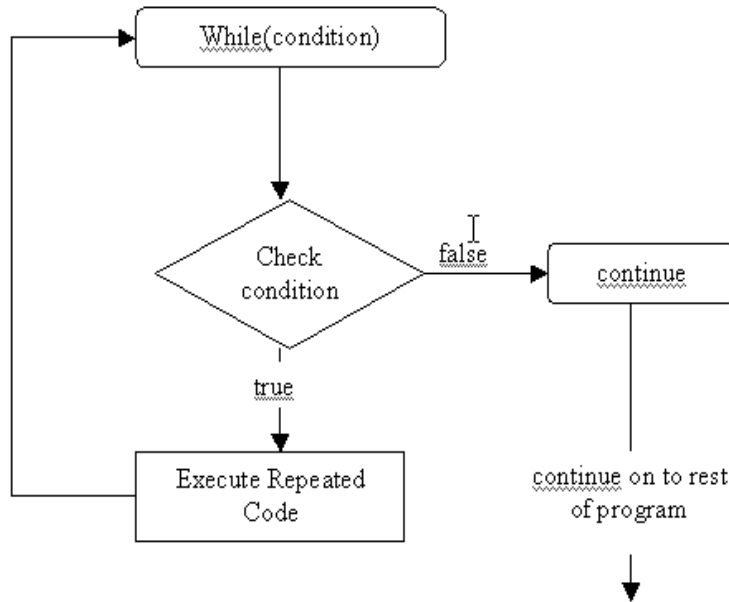 While(condition)
Check
condition
false
continue
true
Execute Repeated
Code
continue on to rest
of program